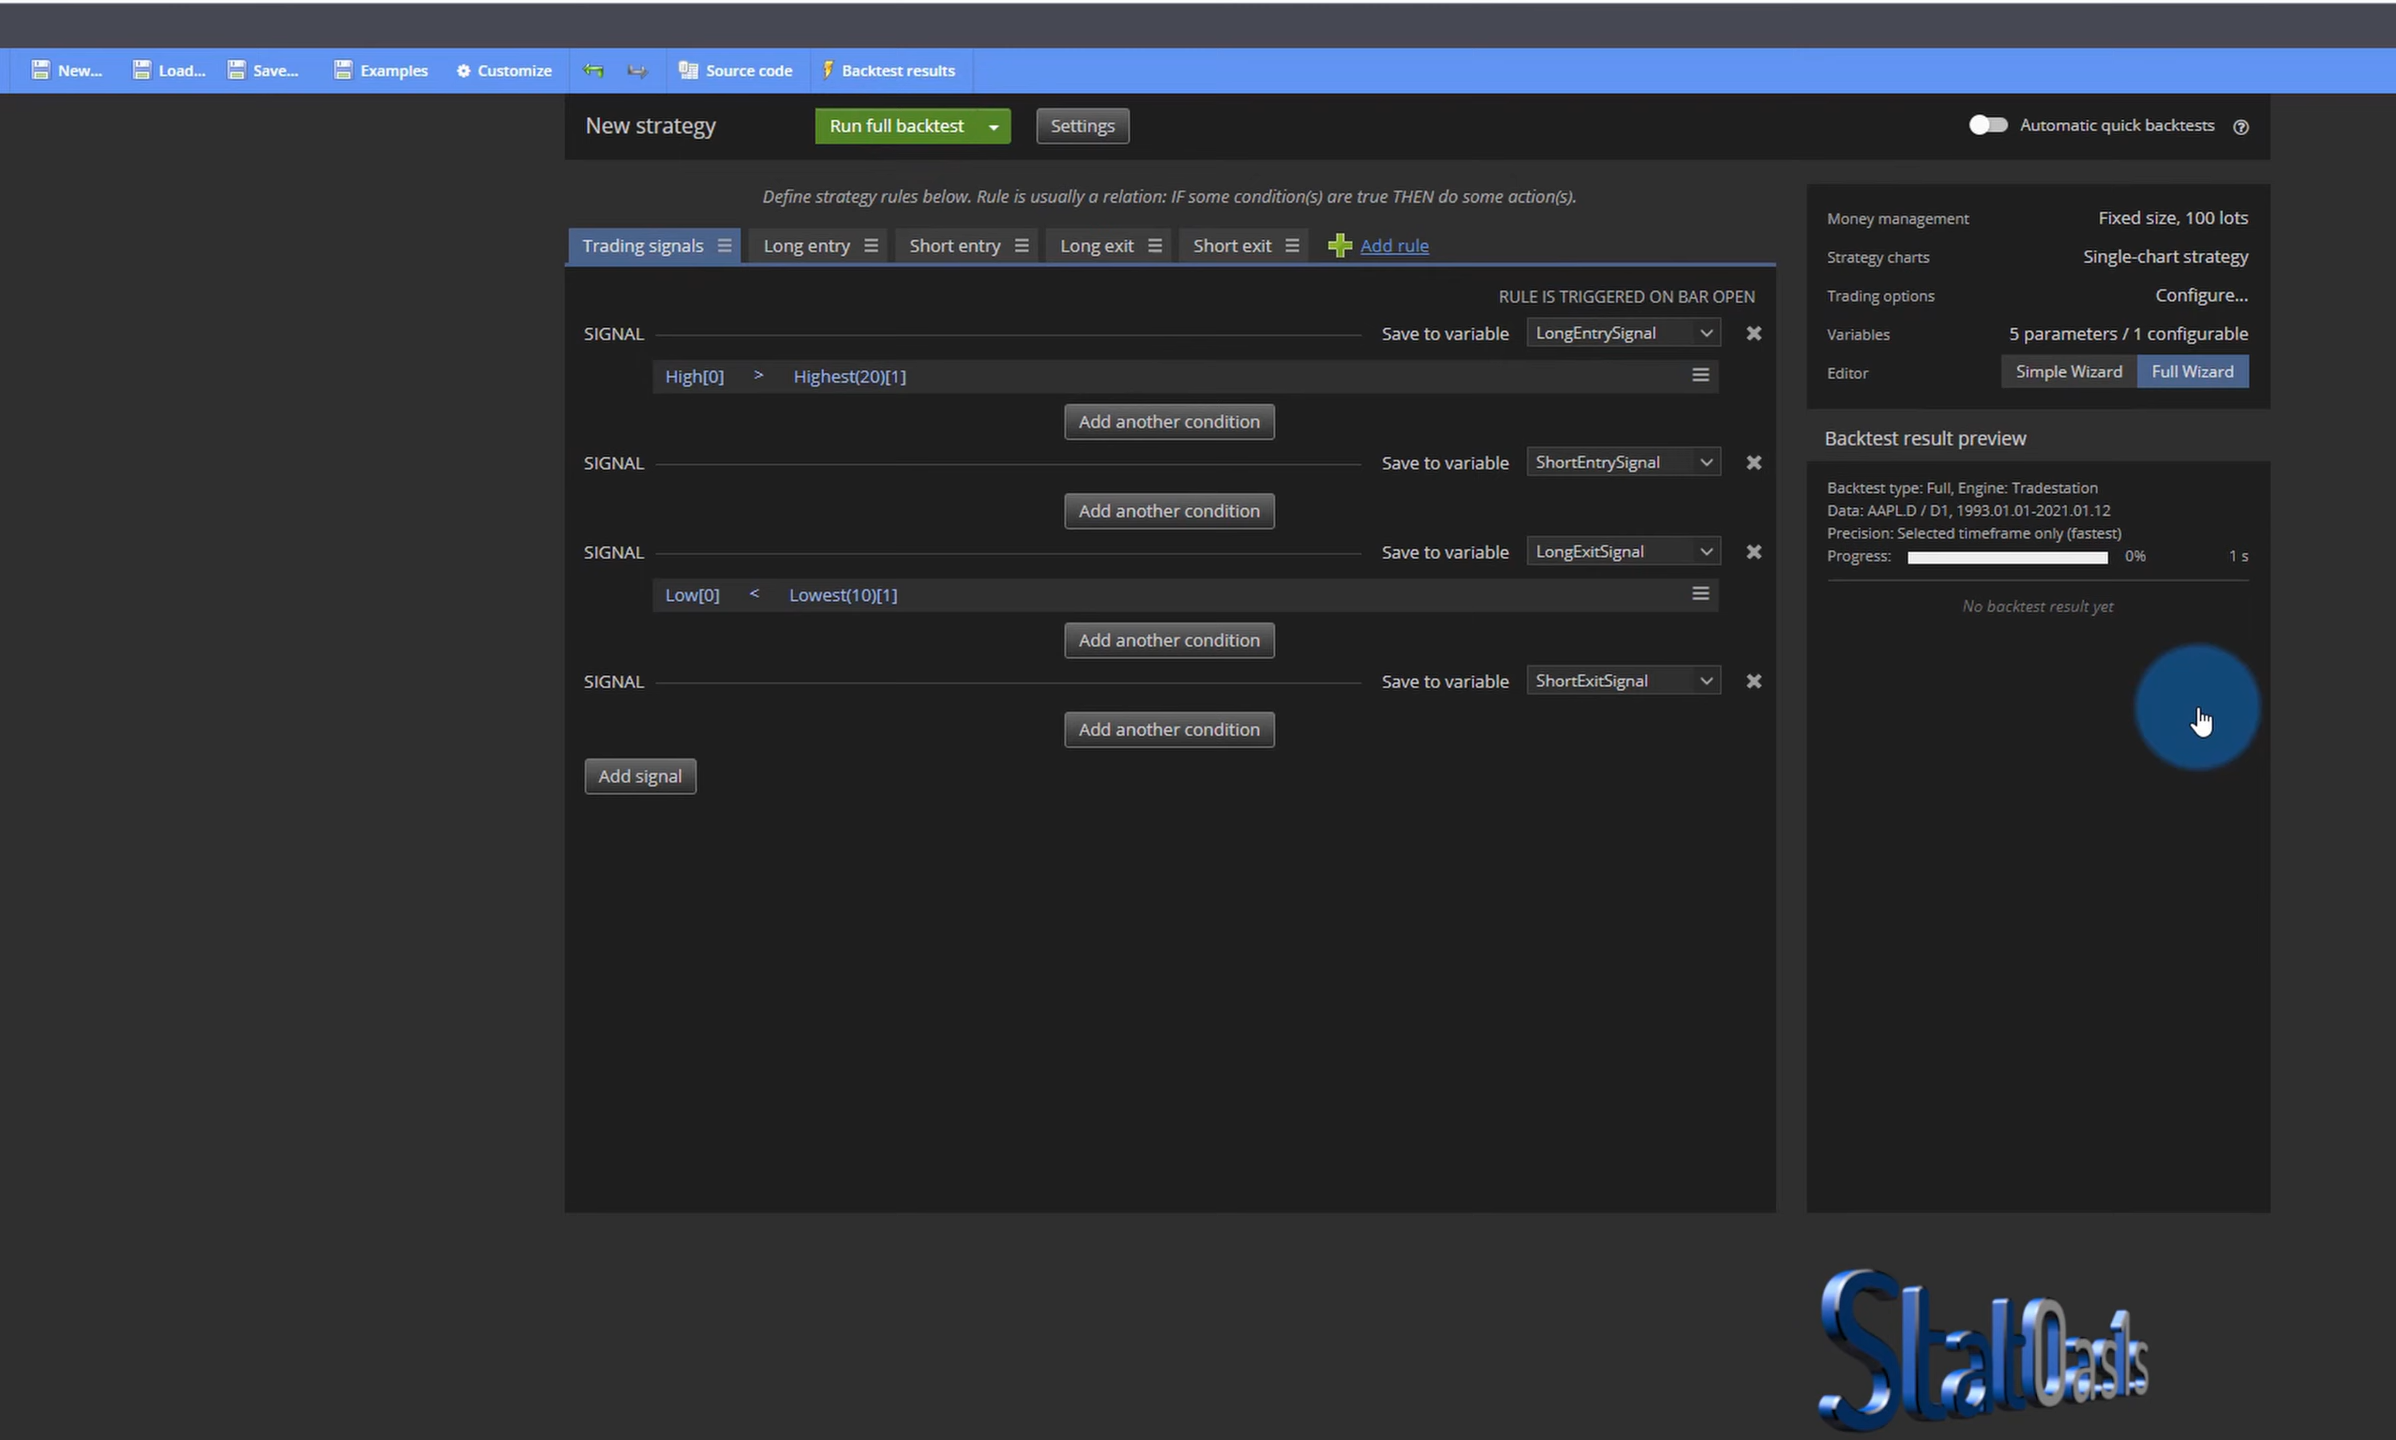 New... Load... Save... Examples Customize Source code Backtest results
New strategy Run full backtest Settings Automatic quick backtests
Define strategy rules below. Rule is usually a relation: IF some condition(s) are true THEN do some action(s).
Trading signals Long entry Short entry Long exit Short exit Add rule
RULE IS TRIGGERED ON BAR OPEN
SIGNAL Save to variable LongEntrySignal
High[0] > Highest(20)[1]
Add another condition
SIGNAL Save to variable ShortEntrySignal
Add another condition
SIGNAL Save to variable LongExitSignal
Low[0] < Lowest(10)[1]
Add another condition
SIGNAL Save to variable ShortExitSignal
Add another condition
Add signal
Money management Fixed size, 100 lots
Strategy charts Single-chart strategy
Trading options Configure...
Variables 5 parameters / 1 configurable
Editor Simple Wizard Full Wizard
Backtest result preview
Backtest type: Full, Engine: Tradestation
Data: AAPL.D / D1, 1993.01.01-2021.01.12
Precision: Selected timeframe only (fastest)
Progress: 0% 1 s
No backtest result yet
StatOasis